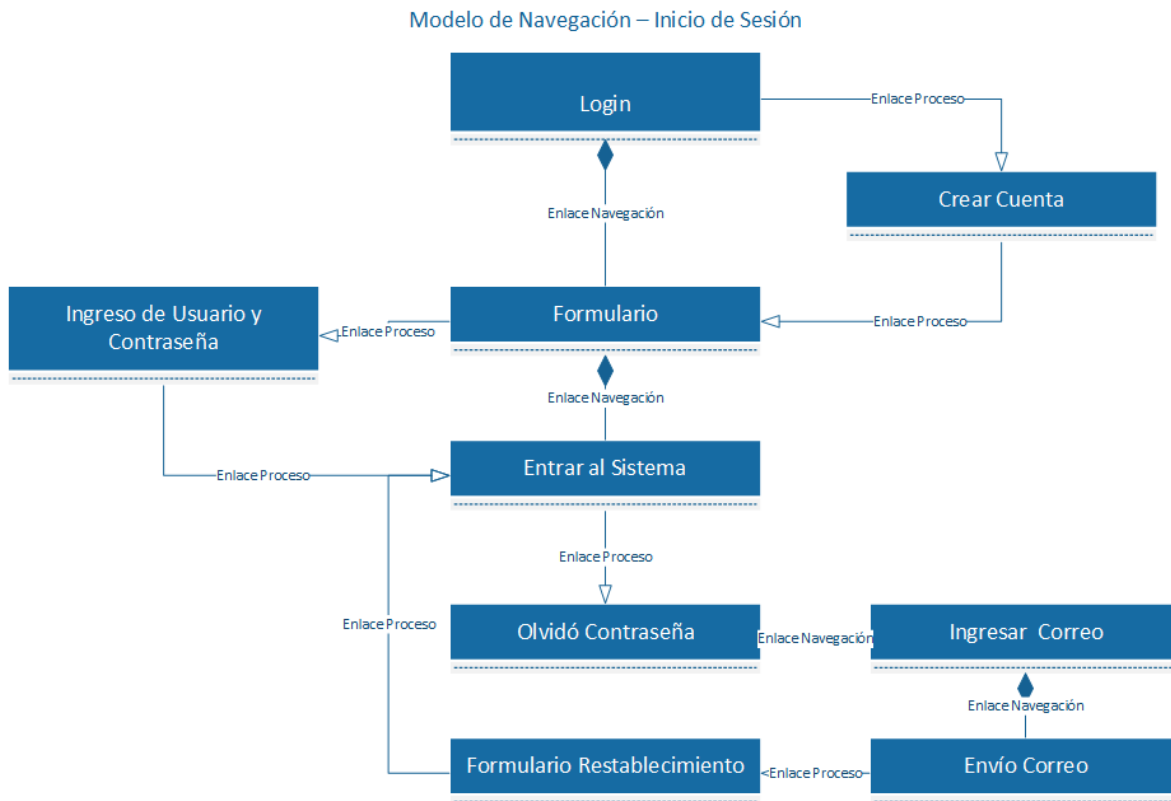 Modelo de Navegación – Inicio de Sesión
Login
Enlace Proceso
Crear Cuenta
Enlace Navegación
Ingreso de Usuario y
Contraseña
Enlace Proceso
Formulario
Enlace Proceso
Enlace Navegación
Enlace Proceso
Entrar al Sistema
Enlace Proceso
Enlace Proceso
Olvidó Contraseña
Enlace Navegación
Ingresar Correo
Enlace Navegación
Formulario Restablecimiento
<Enlace Proceso
Envío Correo